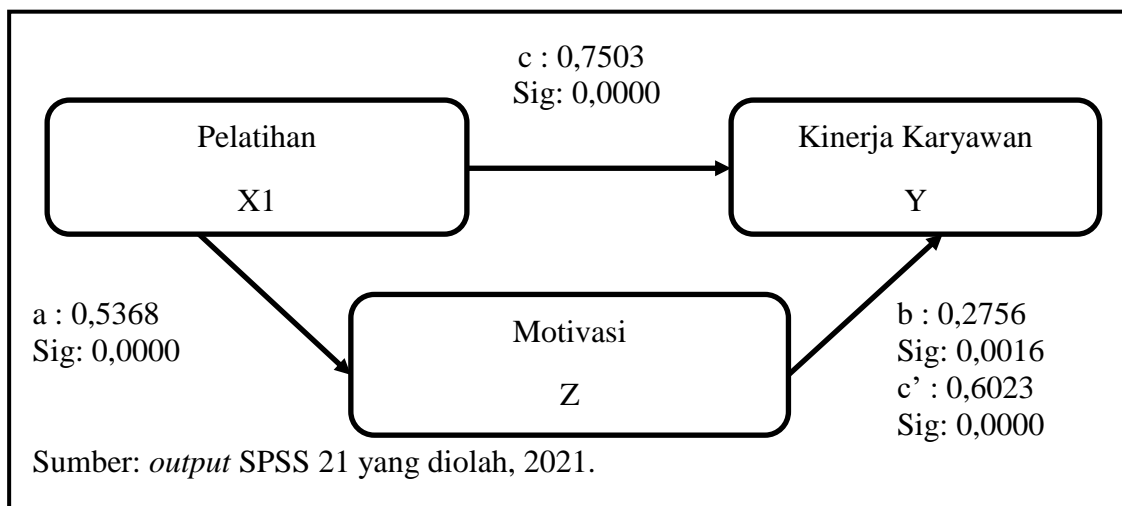 c : 0,7503
Sig: 0,0000
Pelatihan
X1
Kinerja Karyawan
Y
a : 0,5368
Sig: 0,0000
Motivasi
Z
b : 0,2756
Sig: 0,0016
c’ : 0,6023
Sig: 0,0000
Sumber: output SPSS 21 yang diolah, 2021.